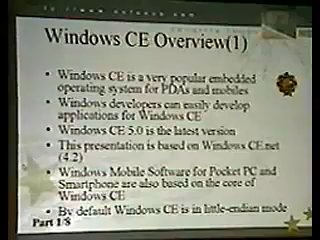 Windows CE Overview(1)
• Windows CE is a very popular embedded
operating system for PDAs and mobiles
• Windows developers can easily develop
applications for Windows CE
• Windows CE 5.0 is the latest version
• This presentation is based on Windows CE.net
(4.2)
• Windows Mobile Software for Pocket PC and
Smartphone are also based on the core of
Windows CE
• By default Windows CE is in little-endian mode
Part 1/8